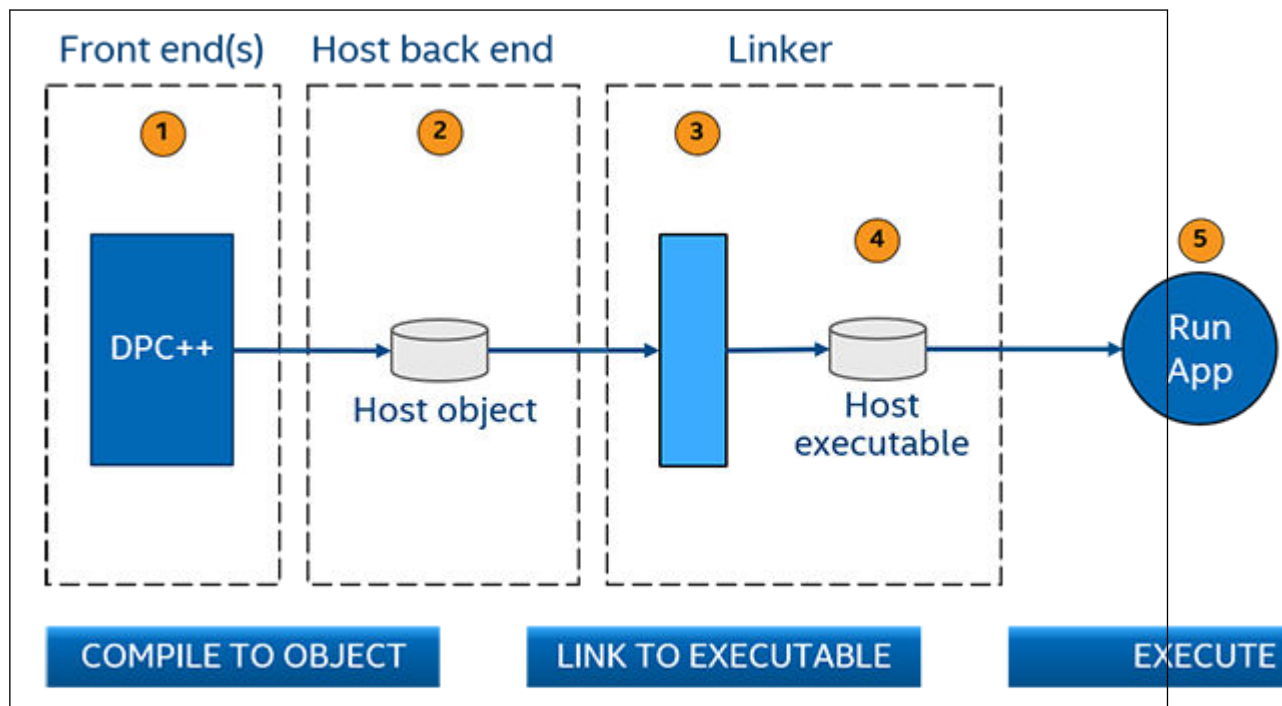 Front end(s)
Host back end
Linker
1
2
3
4
5
DPC++
Host object
Host
executable
Run
App
COMPILE TO OBJECT
LINK TO EXECUTABLE
EXECUTE